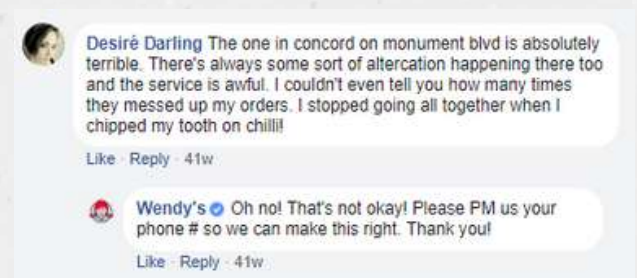 Desiré Darling The one in concord on monument blvd is absolutely
terrible. There's always some sort of altercation happening there too
and the service is awful. I couldn't even tell you how many times
they messed up my orders. I stopped going all together when I
chipped my tooth on chilli!
Like · Reply · 41w
Wendy's Oh no! That's not okay! Please PM us your
phone # so we can make this right. Thank you!
Like · Reply · 41w